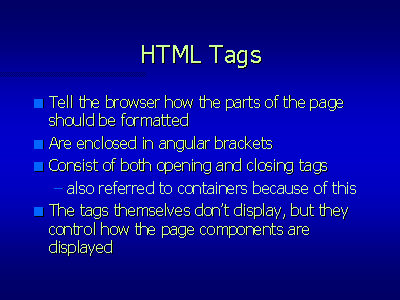 HTML Tags
Tell the browser how the parts of the page
should be formatted
Are enclosed in angular brackets
Consist of both opening and closing tags
– also referred to containers because of this
The tags themselves don't display, but they
control how the page components are
displayed